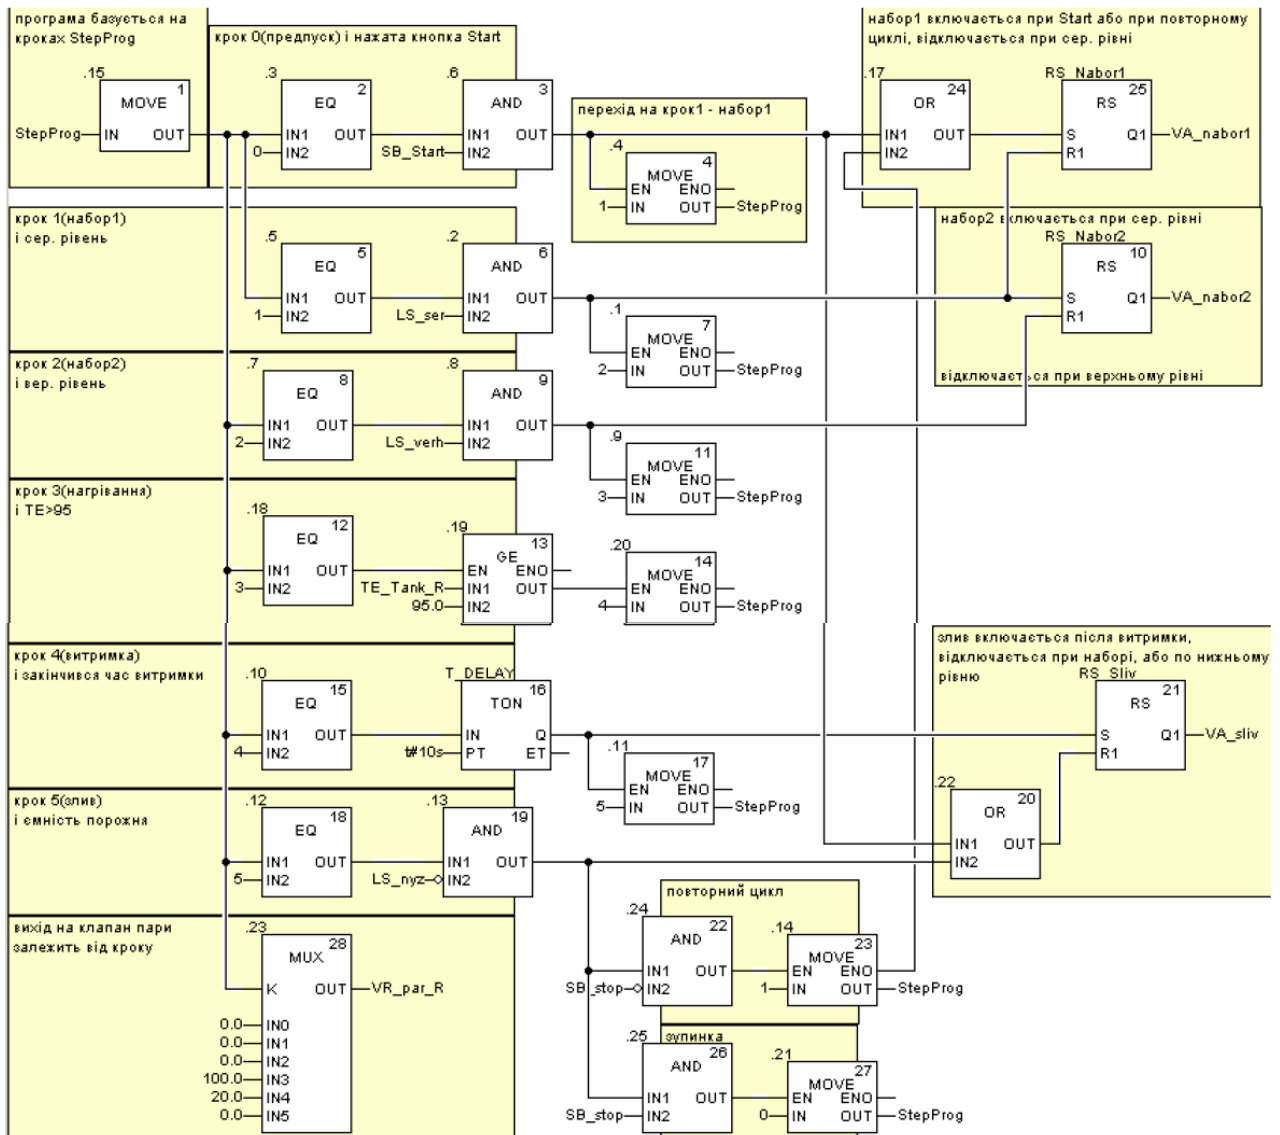 програма базується на
кроках StepProg
.15
1
MOVE
StepProg
IN OUT
крок 0(предпуск) і нажата кнопка Start
.3
2
EQ
IN1 OUT
0 IN2
.6
3
AND
IN1 OUT
SB_Start IN2
перехід на крок1 - набор1
.4
4
MOVE
EN ENO
1 IN OUT StepProg
набор1 включається при Start або при повторному
циклі, відключається при сер. рівні
.17
24
OR
IN1 OUT
IN2
RS_Nabor1
25
RS
S Q1 VA_nabor1
R1
крок 1(набор1)
і сер. рівень
.5
5
EQ
IN1 OUT
1 IN2
.2
6
AND
IN1 OUT
LS_ser IN2
.1
7
MOVE
EN ENO
2 IN OUT StepProg
набор2 включається при сер. рівні
RS_Nabor2
10
RS
S Q1 VA_nabor2
R1
відключається при верхньому рівні
крок 2(набор2)
і вер. рівень
.7
8
EQ
IN1 OUT
2 IN2
.8
9
AND
IN1 OUT
LS_verh IN2
.9
11
MOVE
EN ENO
3 IN OUT StepProg
крок 3(нагрівання)
і TE>95
.18
12
EQ
IN1 OUT
3 IN2
.19
13
GE
EN ENO
TE_Tank_R IN1 OUT
95.0 IN2
.20
14
MOVE
EN ENO
4 IN OUT StepProg
крок 4(витримка)
і закінчився час витримки
.10
15
EQ
IN1 OUT
4 IN2
T_DELAY
16
TON
IN Q
t#10s PT ET
.11
17
MOVE
EN ENO
5 IN OUT StepProg
злив включається після витримки,
відключається при наборі, або по нижньому
рівню
RS_Sliv
21
RS
S Q1 VA_sliv
R1
.22
20
OR
IN1 OUT
IN2
крок 5(злив)
і ємність порожня
.12
18
EQ
IN1 OUT
5 IN2
.13
19
AND
IN1 OUT
LS_nyz IN2
повторний цикл
.24
22
AND
IN1 OUT
SB_stop IN2
.14
23
MOVE
EN ENO
1 IN OUT StepProg
вихід на клапан пари
залежить від кроку
.23
28
MUX
K OUT VR_par_R
0.0 IN0
0.0 IN1
0.0 IN2
100.0 IN3
20.0 IN4
0.0 IN5
зупинка
.25
26
AND
IN1 OUT
SB_stop IN2
.21
27
MOVE
EN ENO
0 IN OUT StepProg